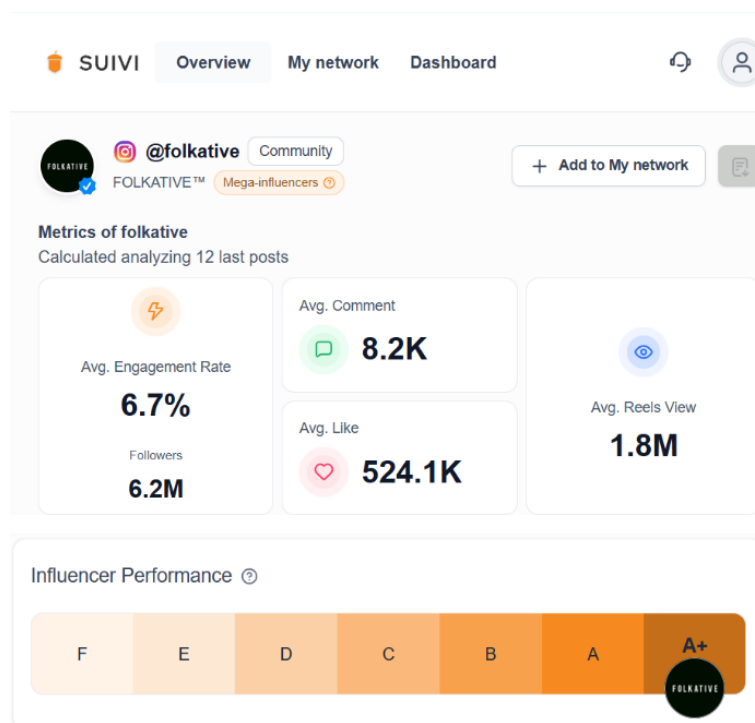 SUIVI Overview My network Dashboard
FOLKATIVE
@folkative Community
FOLKATIVE™ Mega-influencers
+ Add to My network
Metrics of folkative
Calculated analyzing 12 last posts
Avg. Engagement Rate
6.7%
Followers
6.2M
Avg. Comment
8.2K
Avg. Like
524.1K
Avg. Reels View
1.8M
Influencer Performance
F E D C B A A+
FOLKATIVE